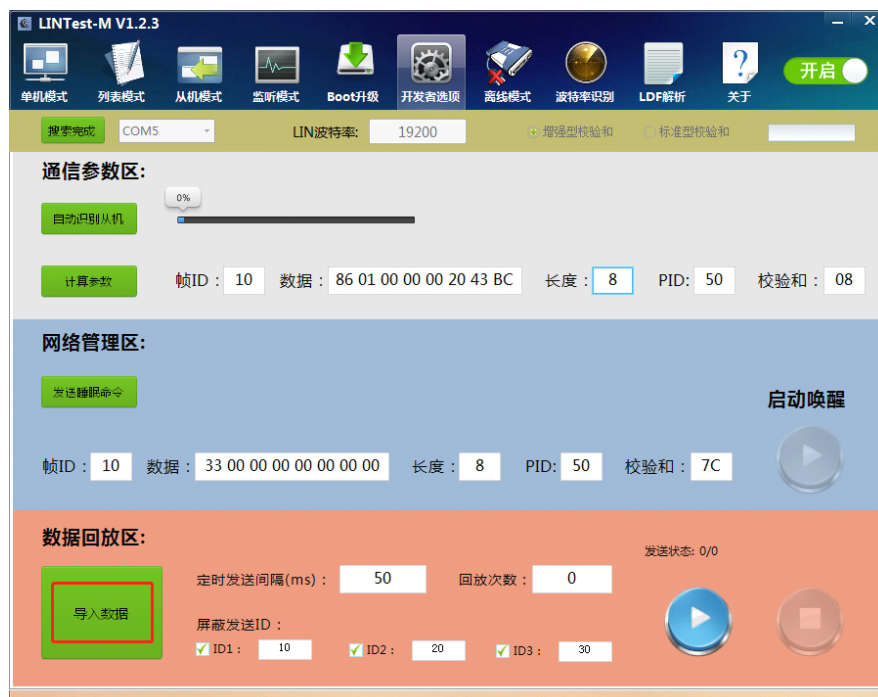 LINTest-M V1.2.3
单机模式 列表模式 从机模式 监听模式 Boot升级 开发者选项 离线模式 波特率识别 LDF解析 关于 开启
搜索完成 COM5 LIN波特率: 19200 增强型校验和 标准型校验和
通信参数区:
0%
自动识别从机
计算参数 帧ID： 10 数据： 86 01 00 00 00 20 43 BC 长度： 8 PID: 50 校验和： 08
网络管理区:
发送睡眠命令
启动唤醒
帧ID： 10 数据： 33 00 00 00 00 00 00 00 长度： 8 PID: 50 校验和： 7C
数据回放区:
发送状态: 0/0
定时发送间隔(ms)： 50 回放次数： 0
导入数据
屏蔽发送ID：
ID1： 10 ID2： 20 ID3： 30